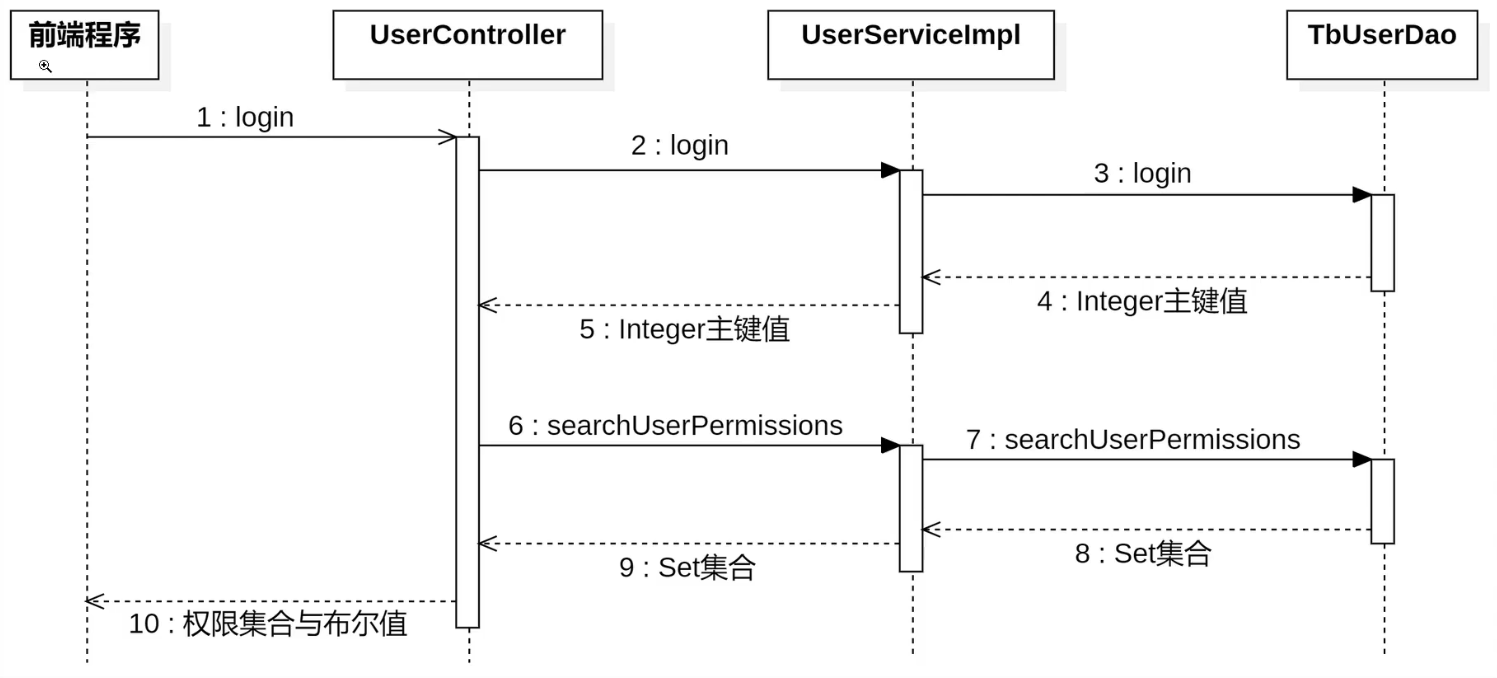 前端程序
UserController
UserServiceImpl
TbUserDao
1 : login
2 : login
3 : login
4 : Integer主键值
5 : Integer主键值
6 : searchUserPermissions
7 : searchUserPermissions
8 : Set集合
9 : Set集合
10 : 权限集合与布尔值